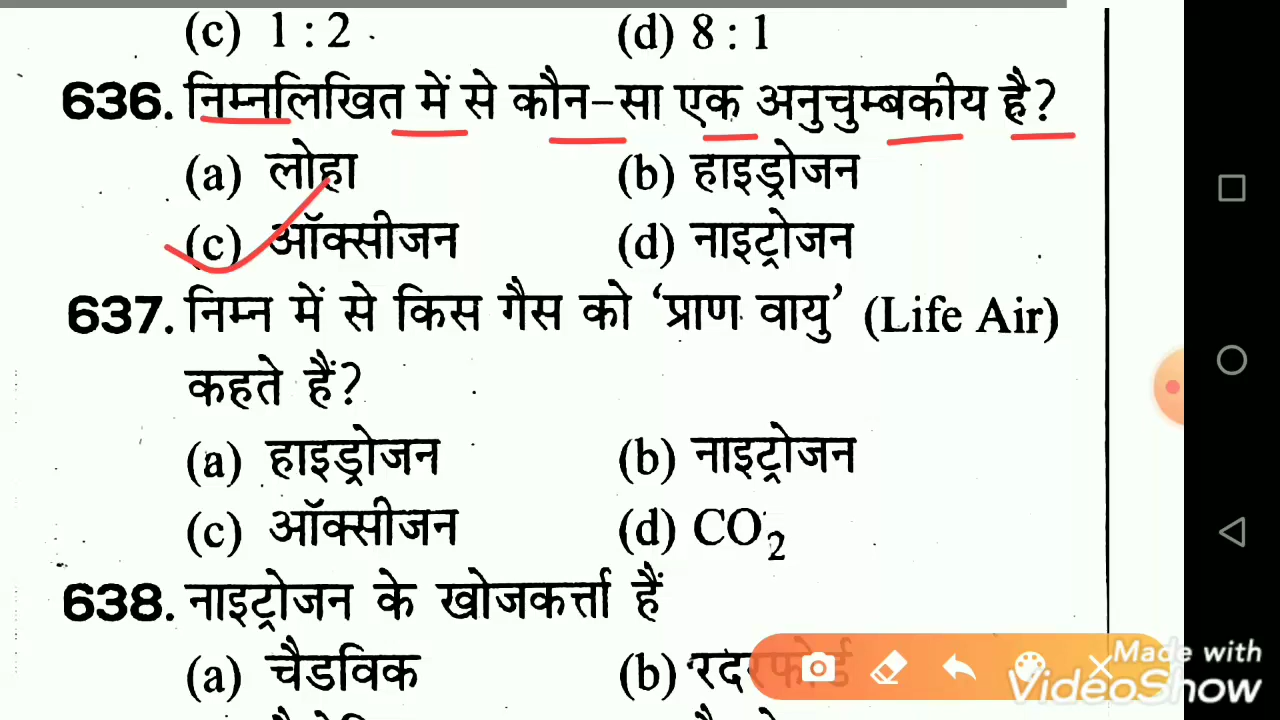 (c) 1 : 2 (d) 8 : 1
636. निम्नलिखित में से कौन-सा एक अनुचुम्बकीय है?
(a) लोहा (b) हाइड्रोजन
(c) ऑक्सीजन (d) नाइट्रोजन
637. निम्न में से किस गैस को ‘प्राण वायु’ (Life Air)
कहते हैं?
(a) हाइड्रोजन (b) नाइट्रोजन
(c) ऑक्सीजन (d) CO₂
638. नाइट्रोजन के खोजकर्त्ता हैं
(a) चैडविक (b) रदरफोर्ड
Made with
VideoShow